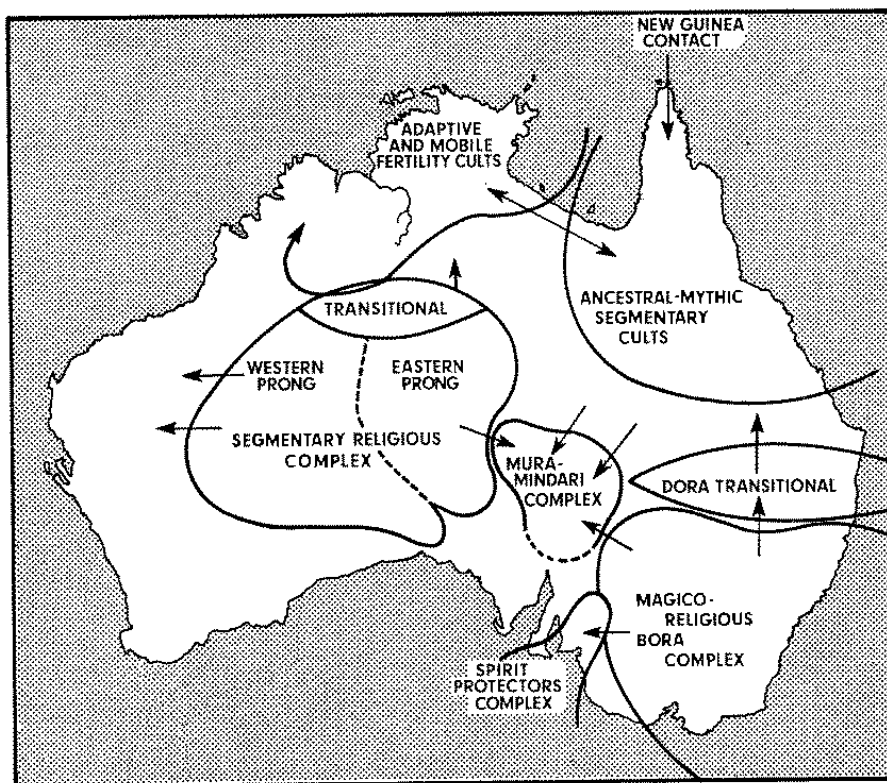 NEW GUINEA
CONTACT
ADAPTIVE
AND MOBILE
FERTILITY CULTS
ANCESTRAL-MYTHIC
SEGMENTARY
CULTS
TRANSITIONAL
WESTERN
PRONG
EASTERN
PRONG
SEGMENTARY RELIGIOUS
COMPLEX
MURA-
MINDARI
COMPLEX
DORA TRANSITIONAL
MAGICO-
RELIGIOUS
BORA
COMPLEX
SPIRIT
PROTECTORS
COMPLEX